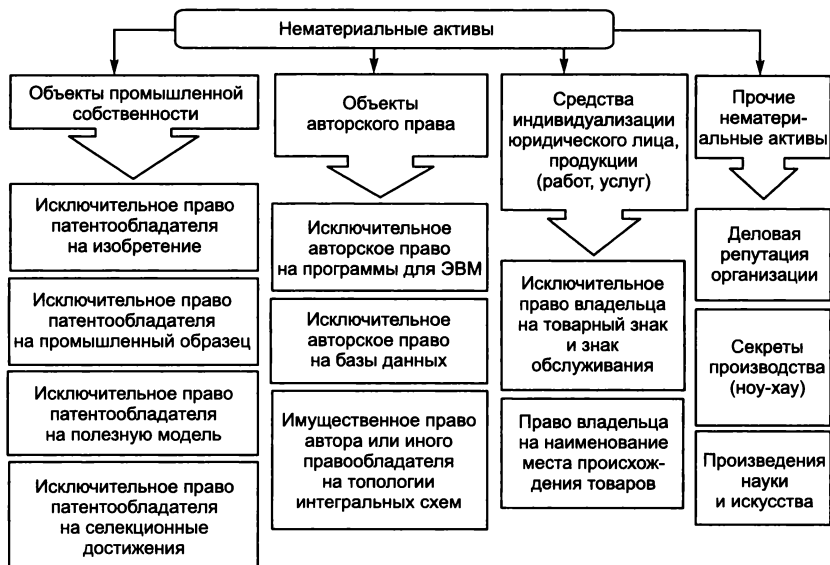 Нематериальные активы
Объекты промышленной
собственности
Исключительное право
патентообладателя
на изобретение
Исключительное право
патентообладателя
на промышленный образец
Исключительное право
патентообладателя
на полезную модель
Исключительное право
патентообладателя
на селекционные
достижения
Объекты
авторского права
Исключительное
авторское право
на программы для ЭВМ
Исключительное
авторское право
на базы данных
Имущественное право
автора или иного
правообладателя
на топологии
интегральных схем
Средства
индивидуализации
юридического лица,
продукции
(работ, услуг)
Исключительное
право владельца
на товарный знак
и знак
обслуживания
Право владельца
на наименование
места происхож-
дения товаров
Прочие
нематери-
альные активы
Деловая
репутация
организации
Секреты
производства
(ноу-хау)
Произведения
науки
и искусства